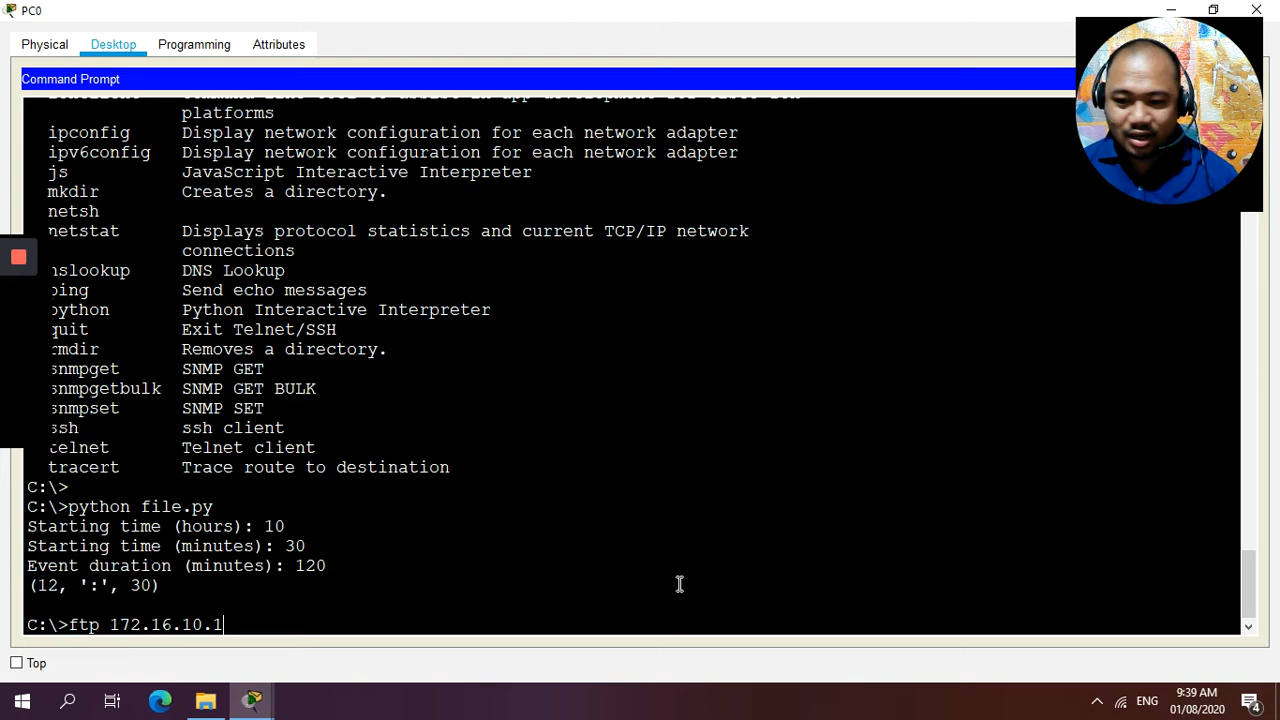 PC0
Physical Desktop Programming Attributes
Command Prompt
platforms
ipconfig Display network configuration for each network adapter
ipv6config Display network configuration for each network adapter
js JavaScript Interactive Interpreter
mkdir Creates a directory.
netsh
netstat Displays protocol statistics and current TCP/IP network
connections
nslookup DNS Lookup
ping Send echo messages
python Python Interactive Interpreter
quit Exit Telnet/SSH
rmdir Removes a directory.
snmpget SNMP GET
snmpgetbulk SNMP GET BULK
snmpset SNMP SET
ssh ssh client
telnet Telnet client
tracert Trace route to destination
C:\>
C:\>python file.py
Starting time (hours): 10
Starting time (minutes): 30
Event duration (minutes): 120
(12, ':', 30)
C:\>ftp 172.16.10.1
Top
ENG
9:39 AM
01/08/2020
4